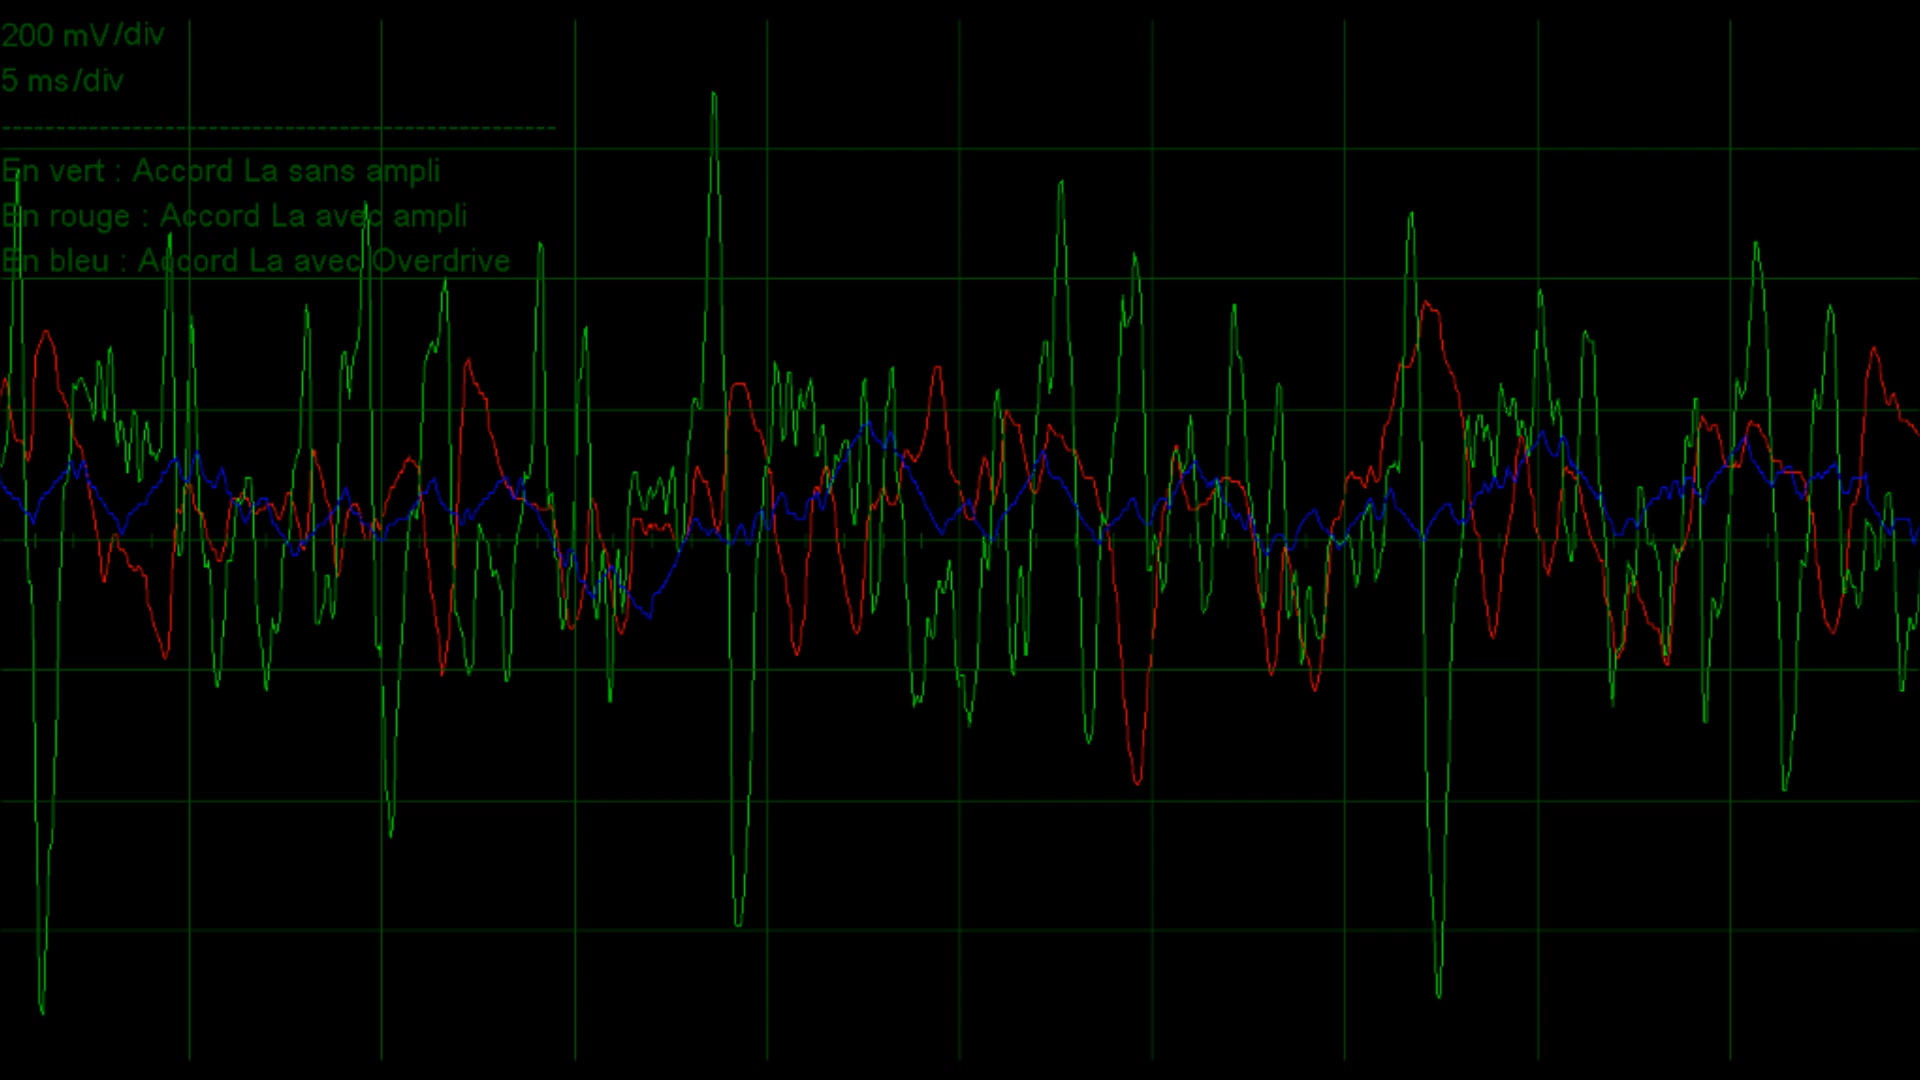 200 mV/div
5 ms/div
-------------------------------------------------
En vert : Accord La sans ampli
En rouge : Accord La avec ampli
En bleu : Accord La avec Overdrive